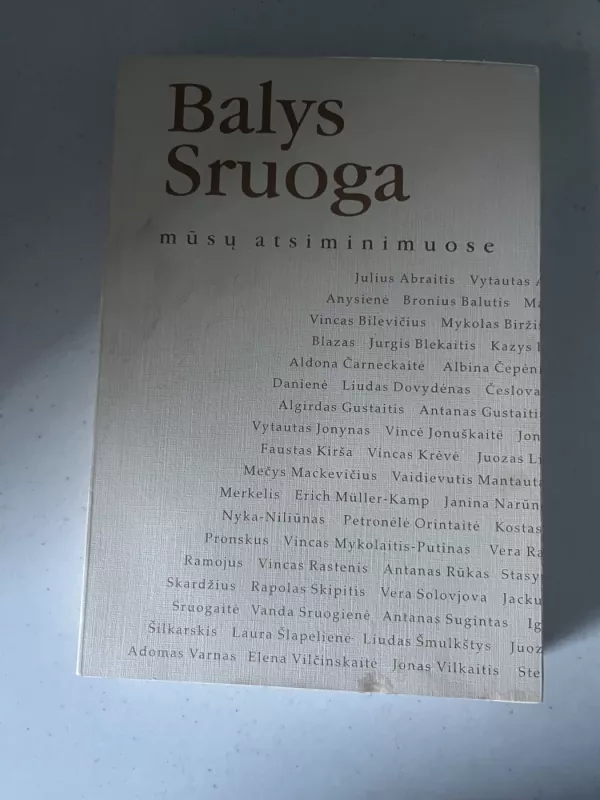 Balys
Sruoga
mūsų atsiminimuose
Julius Abraitis Vytautas
Anysienė Bronius Balutis
Vincas Bilevičius Mykolas
Blazas Jurgis Blekaitis Kazys
Aldona Čarneckaitė Albina
Danienė Liudas Dovydėnas
Algirdas Gustaitis Antanas
Vytautas Jonynas Vincė Jonuškaitė
Faustas Kirša Vincas Krėvė Juozas
Mečys Mackevičius Vaidievutis
Merkelis Erich Müller-Kamp Janina
Nyka-Niliūnas Petronėlė Orintaitė Kostas
Pronskus Vincas Mykolaitis-Putinas Vera
Ramojus Vincas Rastenis Antanas Rūkas
Skardžius Rapolas Skipitis Vera Solovjova
Sruogaitė Vanda Sruogienė Antanas Sugintas
Šilkarskis Laura Šlapelienė Liudas Šmulkštys
Adomas Varnas Elena Vilčinskaitė Jonas Vilkaitis